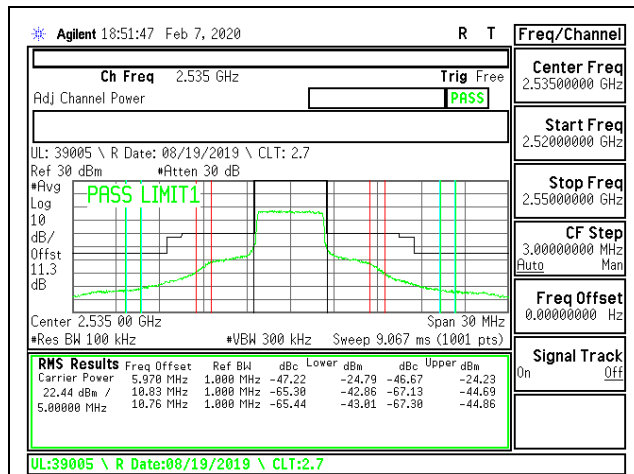 Agilent 18:51:47 Feb 7, 2020 R T
Ch Freq 2.535 GHz Trig Free
Adj Channel Power PASS
UL: 39005 \ R Date: 08/19/2019 \ CLT: 2.7
Ref 30 dBm #Atten 30 dB
#Avg
Log
10
dB/
Offst
11.3
dB
PASS LIMIT1
Center 2.535 00 GHz Span 30 MHz
#Res BW 100 kHz #VBW 300 kHz Sweep 9.067 ms (1001 pts)
RMS Results Freq Offset Ref BW dBc Lower dBm dBc Upper dBm
Carrier Power 5.970 MHz 1.000 MHz -47.22 -24.79 -46.67 -24.23
22.44 dBm / 10.83 MHz 1.000 MHz -65.30 -42.86 -67.13 -44.69
5.00000 MHz 10.76 MHz 1.000 MHz -65.44 -43.01 -67.30 -44.86
UL:39005 \ R Date:08/19/2019 \ CLT:2.7
Freq/Channel
Center Freq
2.53500000 GHz
Start Freq
2.52000000 GHz
Stop Freq
2.55000000 GHz
CF Step
3.00000000 MHz
Auto Man
Freq Offset
0.00000000 Hz
Signal Track
On Off